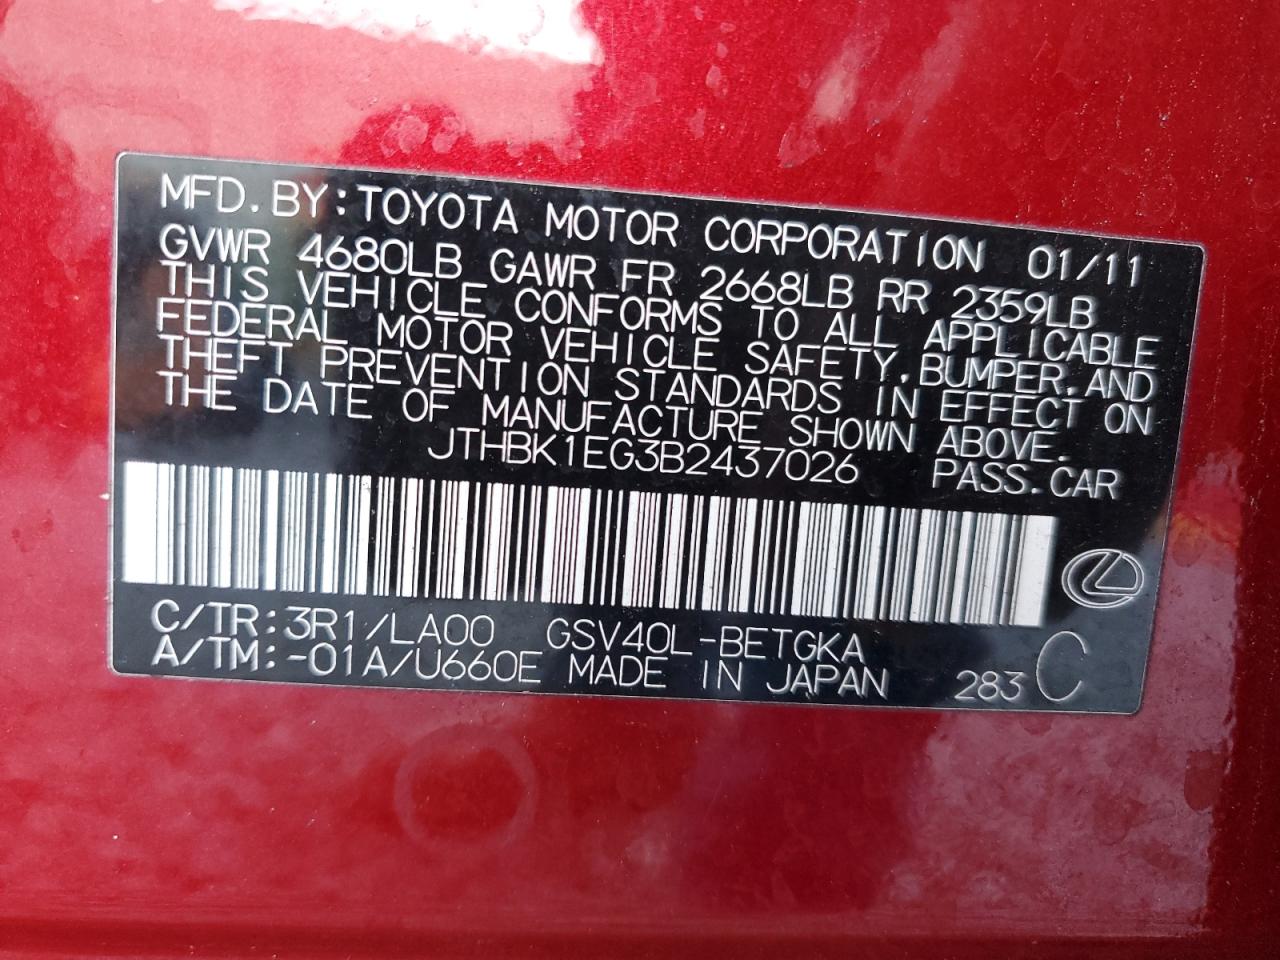 MFD. BY: TOYOTA MOTOR CORPORATION 01/11
GVWR 4680LB GAWR FR 2668LB RR 2359LB
THIS VEHICLE CONFORMS TO ALL APPLICABLE
FEDERAL MOTOR VEHICLE SAFETY, BUMPER, AND
THEFT PREVENTION STANDARDS IN EFFECT ON
THE DATE OF MANUFACTURE SHOWN ABOVE.
JTHBK1EG3B2437026 PASS. CAR
C/TR: 3R1/LA00 GSV40L-BETGKA
A/TM: -01A/U660E MADE IN JAPAN 283 C